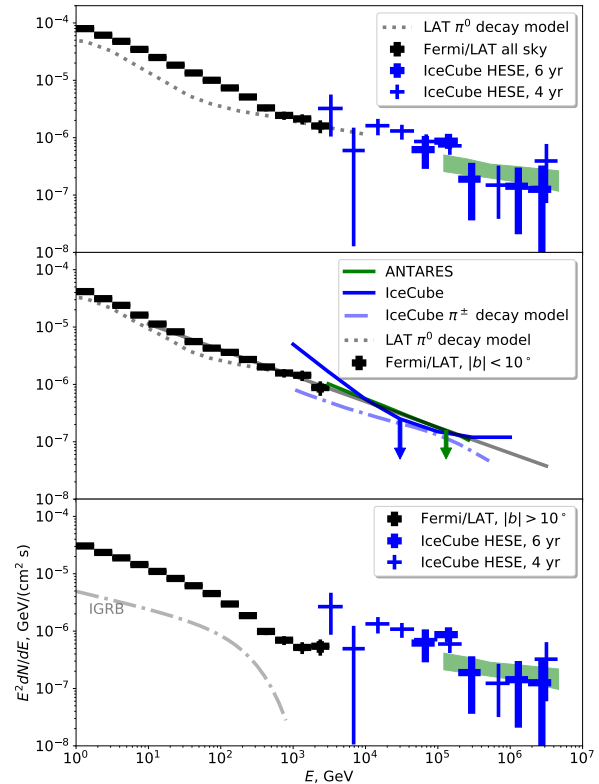 10⁻⁴
10⁻⁵
10⁻⁶
10⁻⁷
10⁻⁸
LAT π⁰ decay model
Fermi/LAT all sky
IceCube HESE, 6 yr
IceCube HESE, 4 yr
10⁻⁴
10⁻⁵
10⁻⁶
10⁻⁷
10⁻⁸
ANTARES
IceCube
IceCube π^± decay model
LAT π⁰ decay model
Fermi/LAT, |b| < 10°
10⁻⁴
10⁻⁵
10⁻⁶
10⁻⁷
10⁻⁸
Fermi/LAT, |b| > 10°
IceCube HESE, 6 yr
IceCube HESE, 4 yr
IGRB
E²dN/dE, GeV/(cm² s)
10⁰ 10¹ 10² 10³ 10⁴ 10⁵ 10⁶ 10⁷
E, GeV